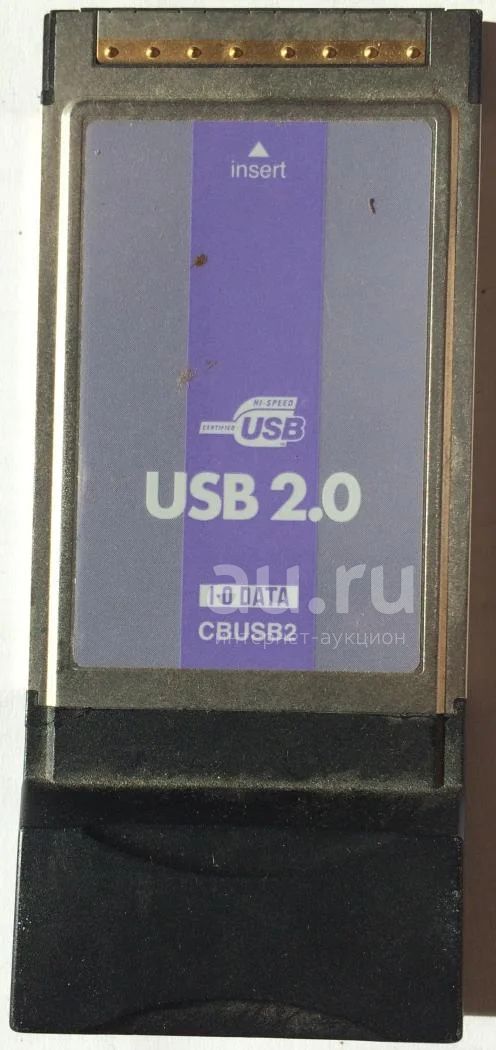 insert
HI-SPEED
CERTIFIED
USB
USB 2.0
I-O DATA
au.ru
CBUSB2
интернет-аукцион